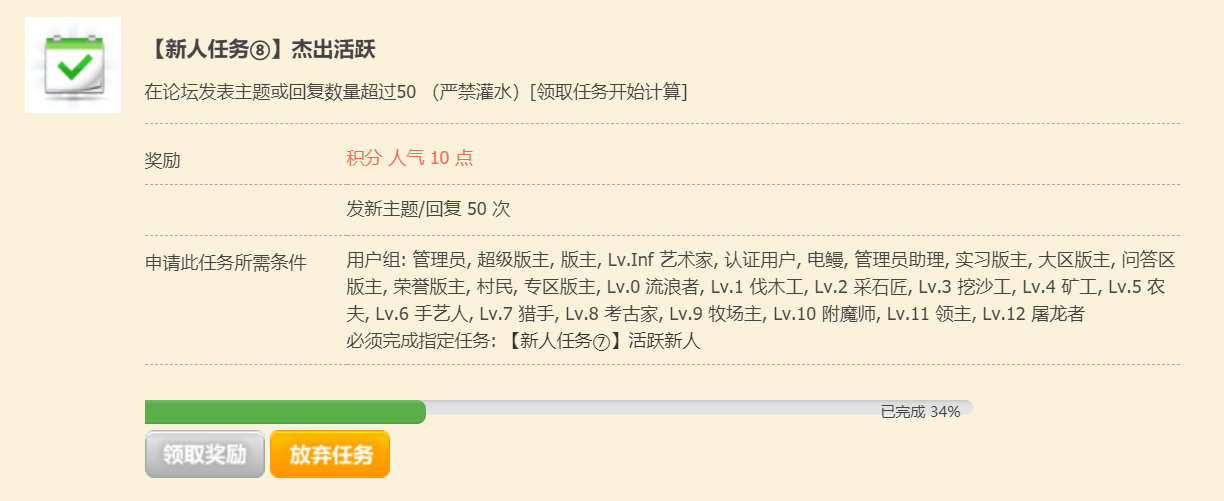 【新人任务⑧】杰出活跃
在论坛发表主题或回复数量超过50 （严禁灌水）[领取任务开始计算]
奖励
积分 人气 10 点
发新主题/回复 50 次
申请此任务所需条件
用户组: 管理员, 超级版主, 版主, Lv.Inf 艺术家, 认证用户, 电鳗, 管理员助理, 实习版主, 大区版主, 问答区
版主, 荣誉版主, 村民, 专区版主, Lv.0 流浪者, Lv.1 伐木工, Lv.2 采石匠, Lv.3 挖沙工, Lv.4 矿工, Lv.5 农
夫, Lv.6 手艺人, Lv.7 猎手, Lv.8 考古家, Lv.9 牧场主, Lv.10 附魔师, Lv.11 领主, Lv.12 屠龙者
必须完成指定任务: 【新人任务⑦】活跃新人
已完成 34%
领取奖励 放弃任务